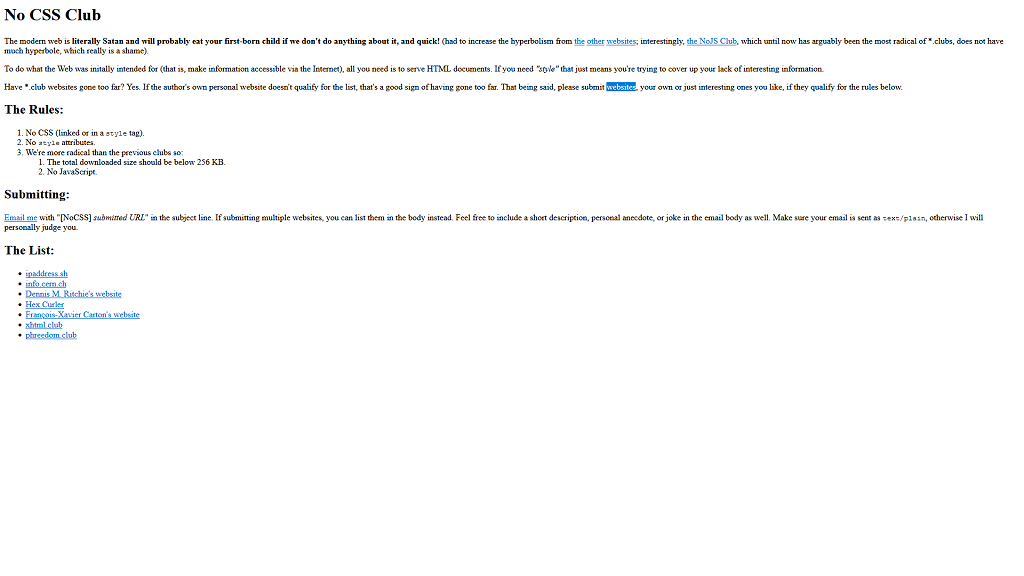 No CSS Club
The modern web is literally Satan and will probably eat your first-born child if we don't do anything about it, and quick! (had to increase the hyperbolism from the other websites; interestingly, the NoJS Club, which until now has arguably been the most radical of *.clubs, does not have
much hyperbole, which really is a shame).
To do what the Web was initally intended for (that is, make information accessible via the Internet), all you need is to serve HTML documents. If you need "style" that just means you're trying to cover up your lack of interesting information.
Have *.club websites gone too far? Yes. If the author's own personal website doesn't qualify for the list, that's a good sign of having gone too far. That being said, please submit websites, your own or just interesting ones you like, if they qualify for the rules below.
The Rules:
1. No CSS (linked or in a style tag).
2. No style attributes.
3. We're more radical than the previous clubs so:
1. The total downloaded size should be below 256 KB.
2. No JavaScript.
Submitting:
Email me with "[NoCSS] submitted URL" in the subject line. If submitting multiple websites, you can list them in the body instead. Feel free to include a short description, personal anecdote, or joke in the email body as well. Make sure your email is sent as text/plain, otherwise I will
personally judge you.
The List:
• ipaddress.sh
• info.cern.ch
• Dennis M. Ritchie's website
• Hex Curler
• François-Xavier Carton's website
• xhtml.club
• phreedom.club